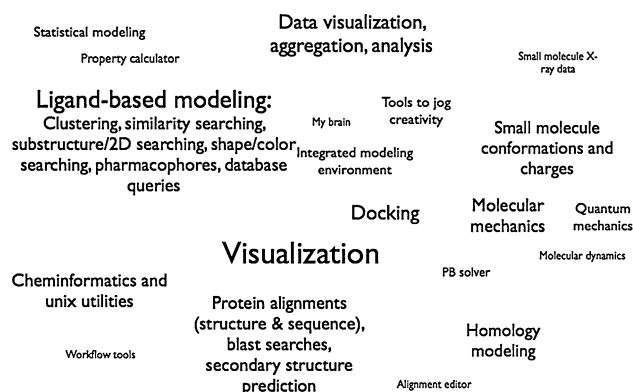 Statistical modeling
Property calculator
Data visualization,
aggregation, analysis
Small molecule X-
ray data
Ligand-based modeling:
Clustering, similarity searching,
substructure/2D searching, shape/color
searching, pharmacophores, database
queries
My brain
Tools to jog
creativity
Integrated modeling
environment
Small molecule
conformations and
charges
Docking
Molecular
mechanics
Quantum
mechanics
Visualization
Molecular dynamics
PB solver
Cheminformatics and
unix utilities
Protein alignments
(structure & sequence),
blast searches,
secondary structure
prediction
Homology
modeling
Workflow tools
Alignment editor